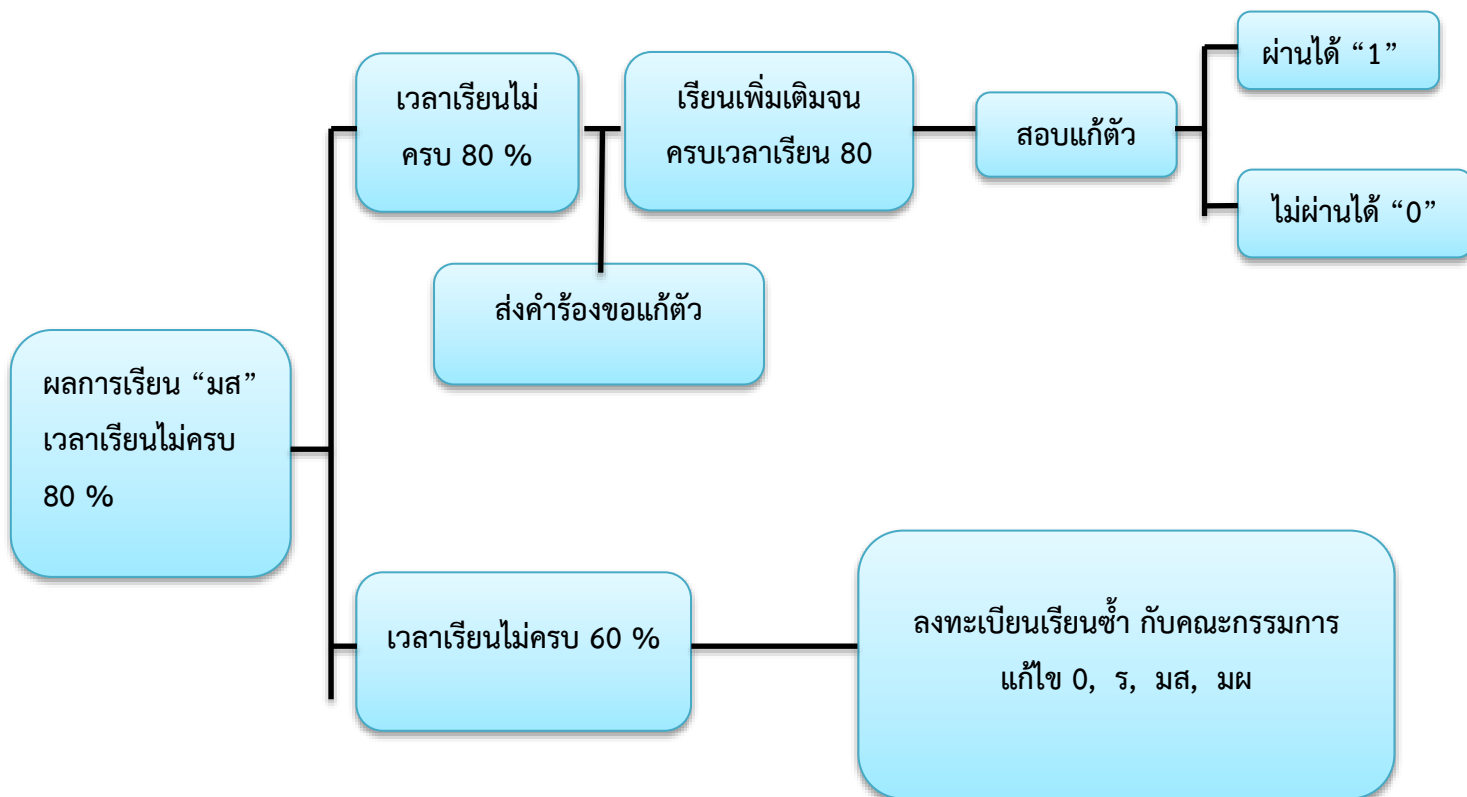 ผลการเรียน “มส”
เวลาเรียนไม่ครบ
80 %
เวลาเรียนไม่
ครบ 80 %
ส่งคำร้องขอแก้ตัว
เรียนเพิ่มเติมจน
ครบเวลาเรียน 80
สอบแก้ตัว
ผ่านได้ “1”
ไม่ผ่านได้ “0”
เวลาเรียนไม่ครบ 60 %
ลงทะเบียนเรียนซ้ำ กับคณะกรรมการ
แก้ไข 0, ร, มส, มผ